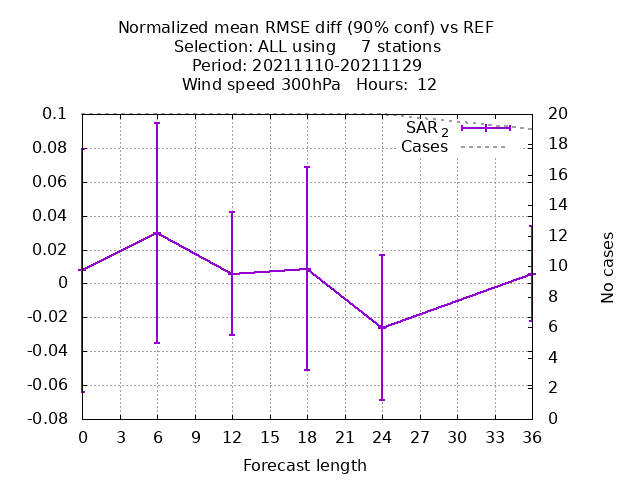 Normalized mean RMSE diff (90% conf) vs REF
Selection: ALL using 7 stations
Period: 20211110-20211129
Wind speed 300hPa Hours: 12
SAR 2
Cases
0.1
0.08
0.06
0.04
0.02
0
-0.02
-0.04
-0.06
-0.08
20
18
16
14
12
10
8
6
4
2
0
No cases
0 3 6 9 12 15 18 21 24 27 30 33 36
Forecast length